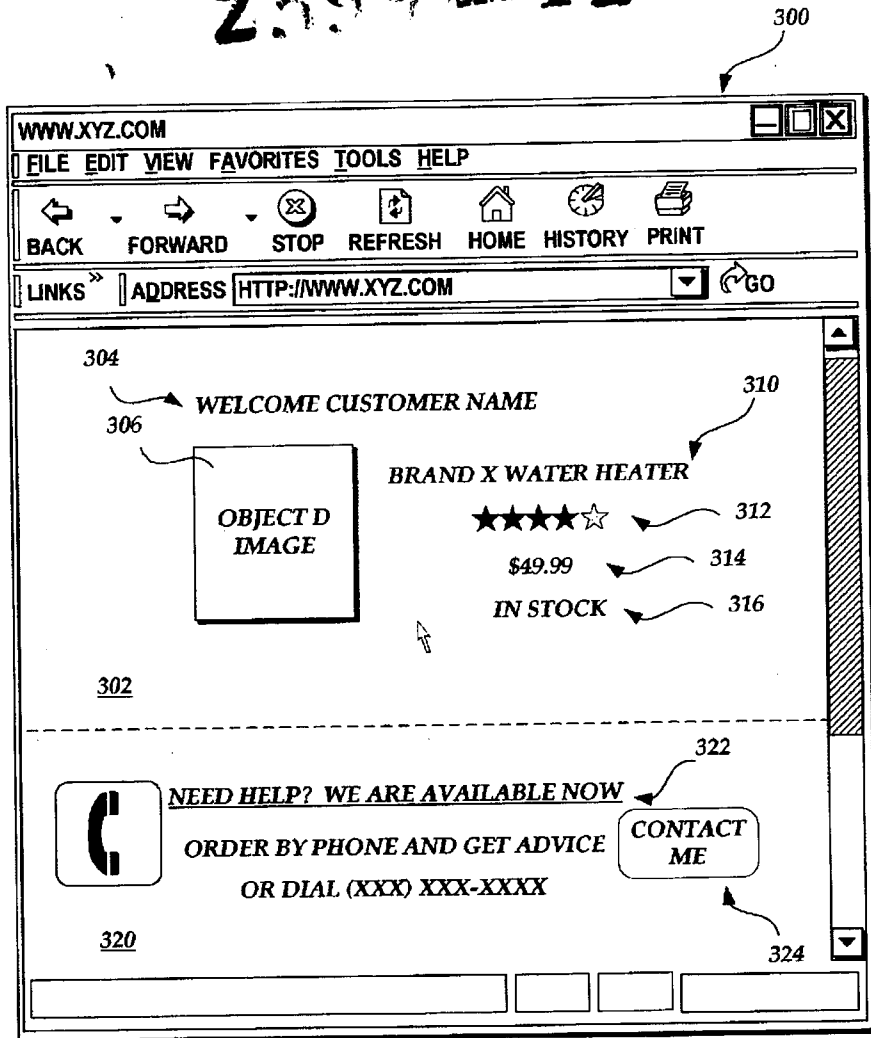 300
WWW.XYZ.COM
FILE EDIT VIEW FAVORITES TOOLS HELP
BACK FORWARD STOP REFRESH HOME HISTORY PRINT
LINKS » ADDRESS HTTP://WWW.XYZ.COM GO
304
WELCOME CUSTOMER NAME
310
306
BRAND X WATER HEATER
OBJECT D
IMAGE
312
$49.99
314
IN STOCK
316
302
322
NEED HELP? WE ARE AVAILABLE NOW
ORDER BY PHONE AND GET ADVICE
OR DIAL (XXX) XXX-XXXX
CONTACT
ME
320
324